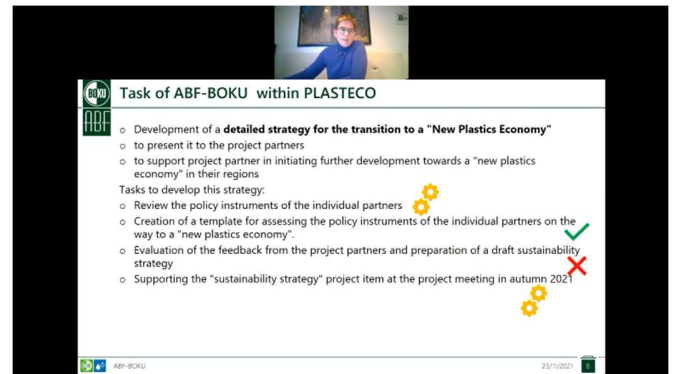 BOKU
ABF
Task of ABF-BOKU within PLASTECO
o Development of a detailed strategy for the transition to a "New Plastics Economy"
o to present it to the project partners
o to support project partner in initiating further development towards a "new plastics
economy" in their regions
Tasks to develop this strategy:
o Review the policy instruments of the individual partners
o Creation of a template for assessing the policy instruments of the individual partners on the
way to a "new plastics economy".
o Evaluation of the feedback from the project partners and preparation of a draft sustainability
strategy
o Supporting the "sustainability strategy" project item at the project meeting in autumn 2021
ABF-BOKU
23/11/2021